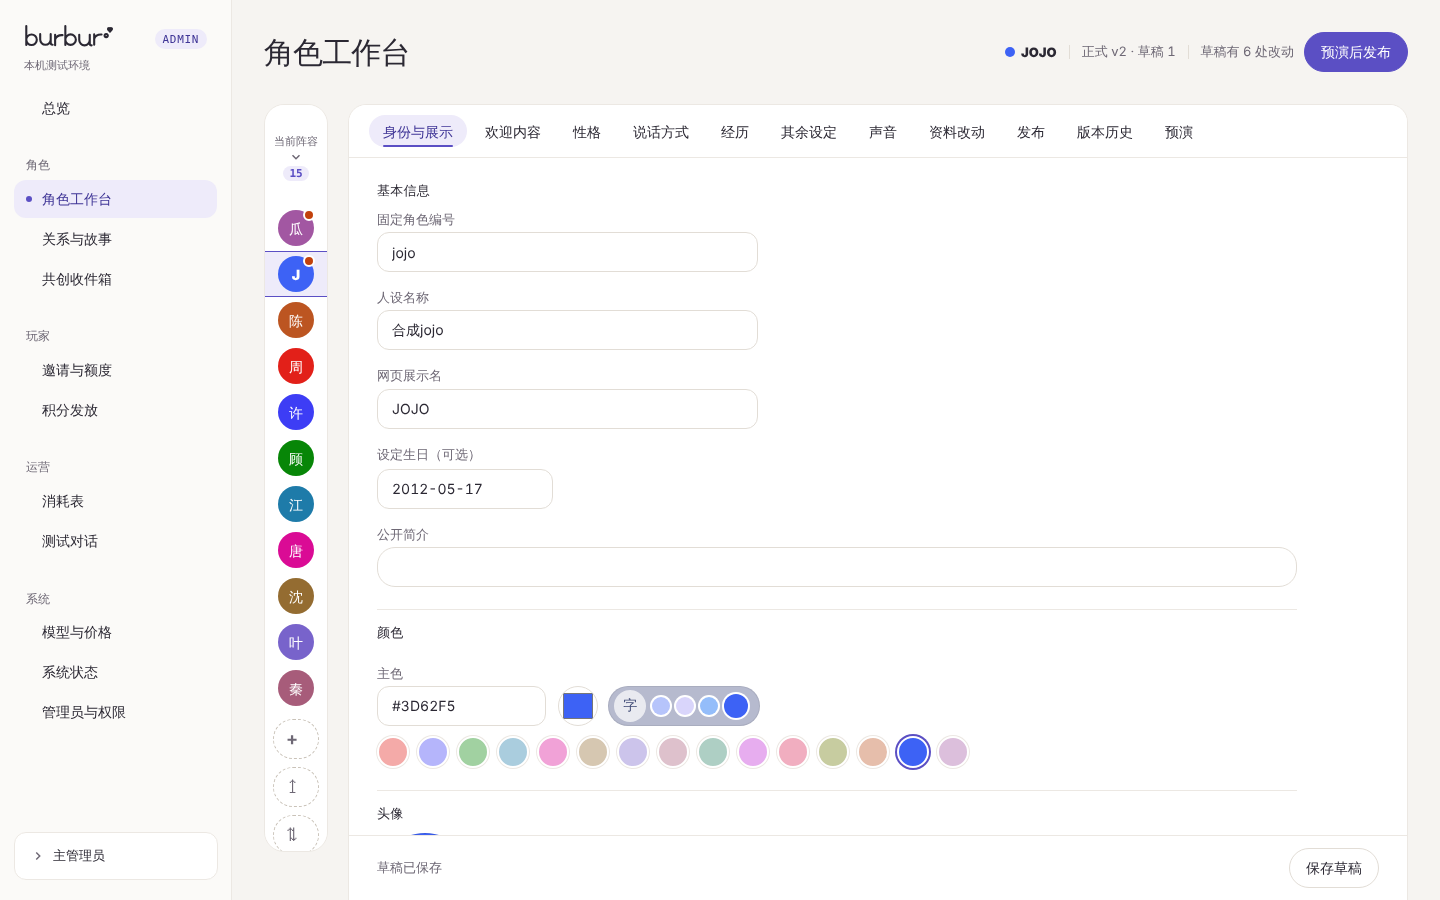 burbur
ADMIN
本机测试环境
总览
角色
角色工作台
关系与故事
共创收件箱
玩家
邀请与额度
积分发放
运营
消耗表
测试对话
系统
模型与价格
系统状态
管理员与权限
主管理员
角色工作台
JOJO
正式 v2 · 草稿 1
草稿有 6 处改动
预演后发布
当前阵容
15
瓜
J
陈
周
许
顾
江
唐
沈
叶
秦
+
身份与展示
欢迎内容
性格
说话方式
经历
其余设定
声音
资料改动
发布
版本历史
预演
基本信息
固定角色编号
jojo
人设名称
合成jojo
网页展示名
JOJO
设定生日（可选）
2012-05-17
公开简介
颜色
主色
#3D62F5
字
头像
草稿已保存
保存草稿